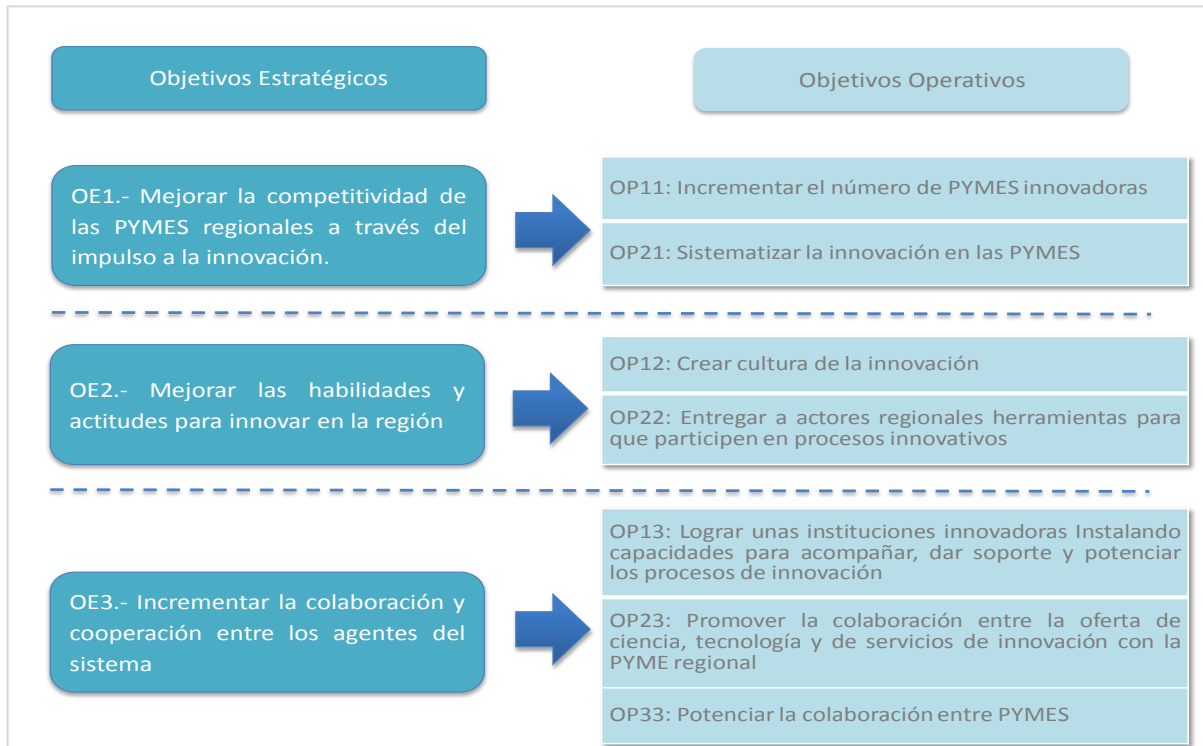 Objetivos Estratégicos
Objetivos Operativos
OE1.- Mejorar la competitividad de
las PYMES regionales a través del
impulso a la innovación.
OP11: Incrementar el número de PYMES innovadoras
OP21: Sistematizar la innovación en las PYMES
OE2.- Mejorar las habilidades y
actitudes para innovar en la región
OP12: Crear cultura de la innovación
OP22: Entregar a actores regionales herramientas para
que participen en procesos innovativos
OE3.- Incrementar la colaboración y
cooperación entre los agentes del
sistema
OP13: Lograr unas instituciones innovadoras Instalando
capacidades para acompañar, dar soporte y potenciar
los procesos de innovación
OP23: Promover la colaboración entre la oferta de
ciencia, tecnología y de servicios de innovación con la
PYME regional
OP33: Potenciar la colaboración entre PYMES